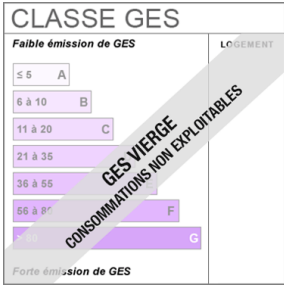 CLASSE GES
Faible émission de GES
LOGEMENT
≤ 5 A
6 à 10 B
11 à 20 C
21 à 35
36 à 55 E
56 à 80 F
G
Forte émission de GES
GES VIERGE
CONSOMMATIONS NON EXPLOITABLES